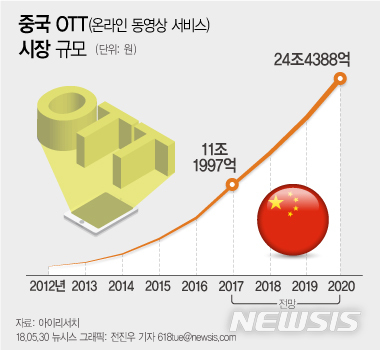 중국 OTT(온라인 동영상 서비스)
시장 규모 (단위: 원)
24조4388억
11조
1997억
OTT
2012년 2013 2014 2015 2016 2017 2018 2019 2020
전망
NEWSIS
자료: 아이리서치
18.05.30 뉴시스 그래픽: 전진우 기자 618tue@newsis.com